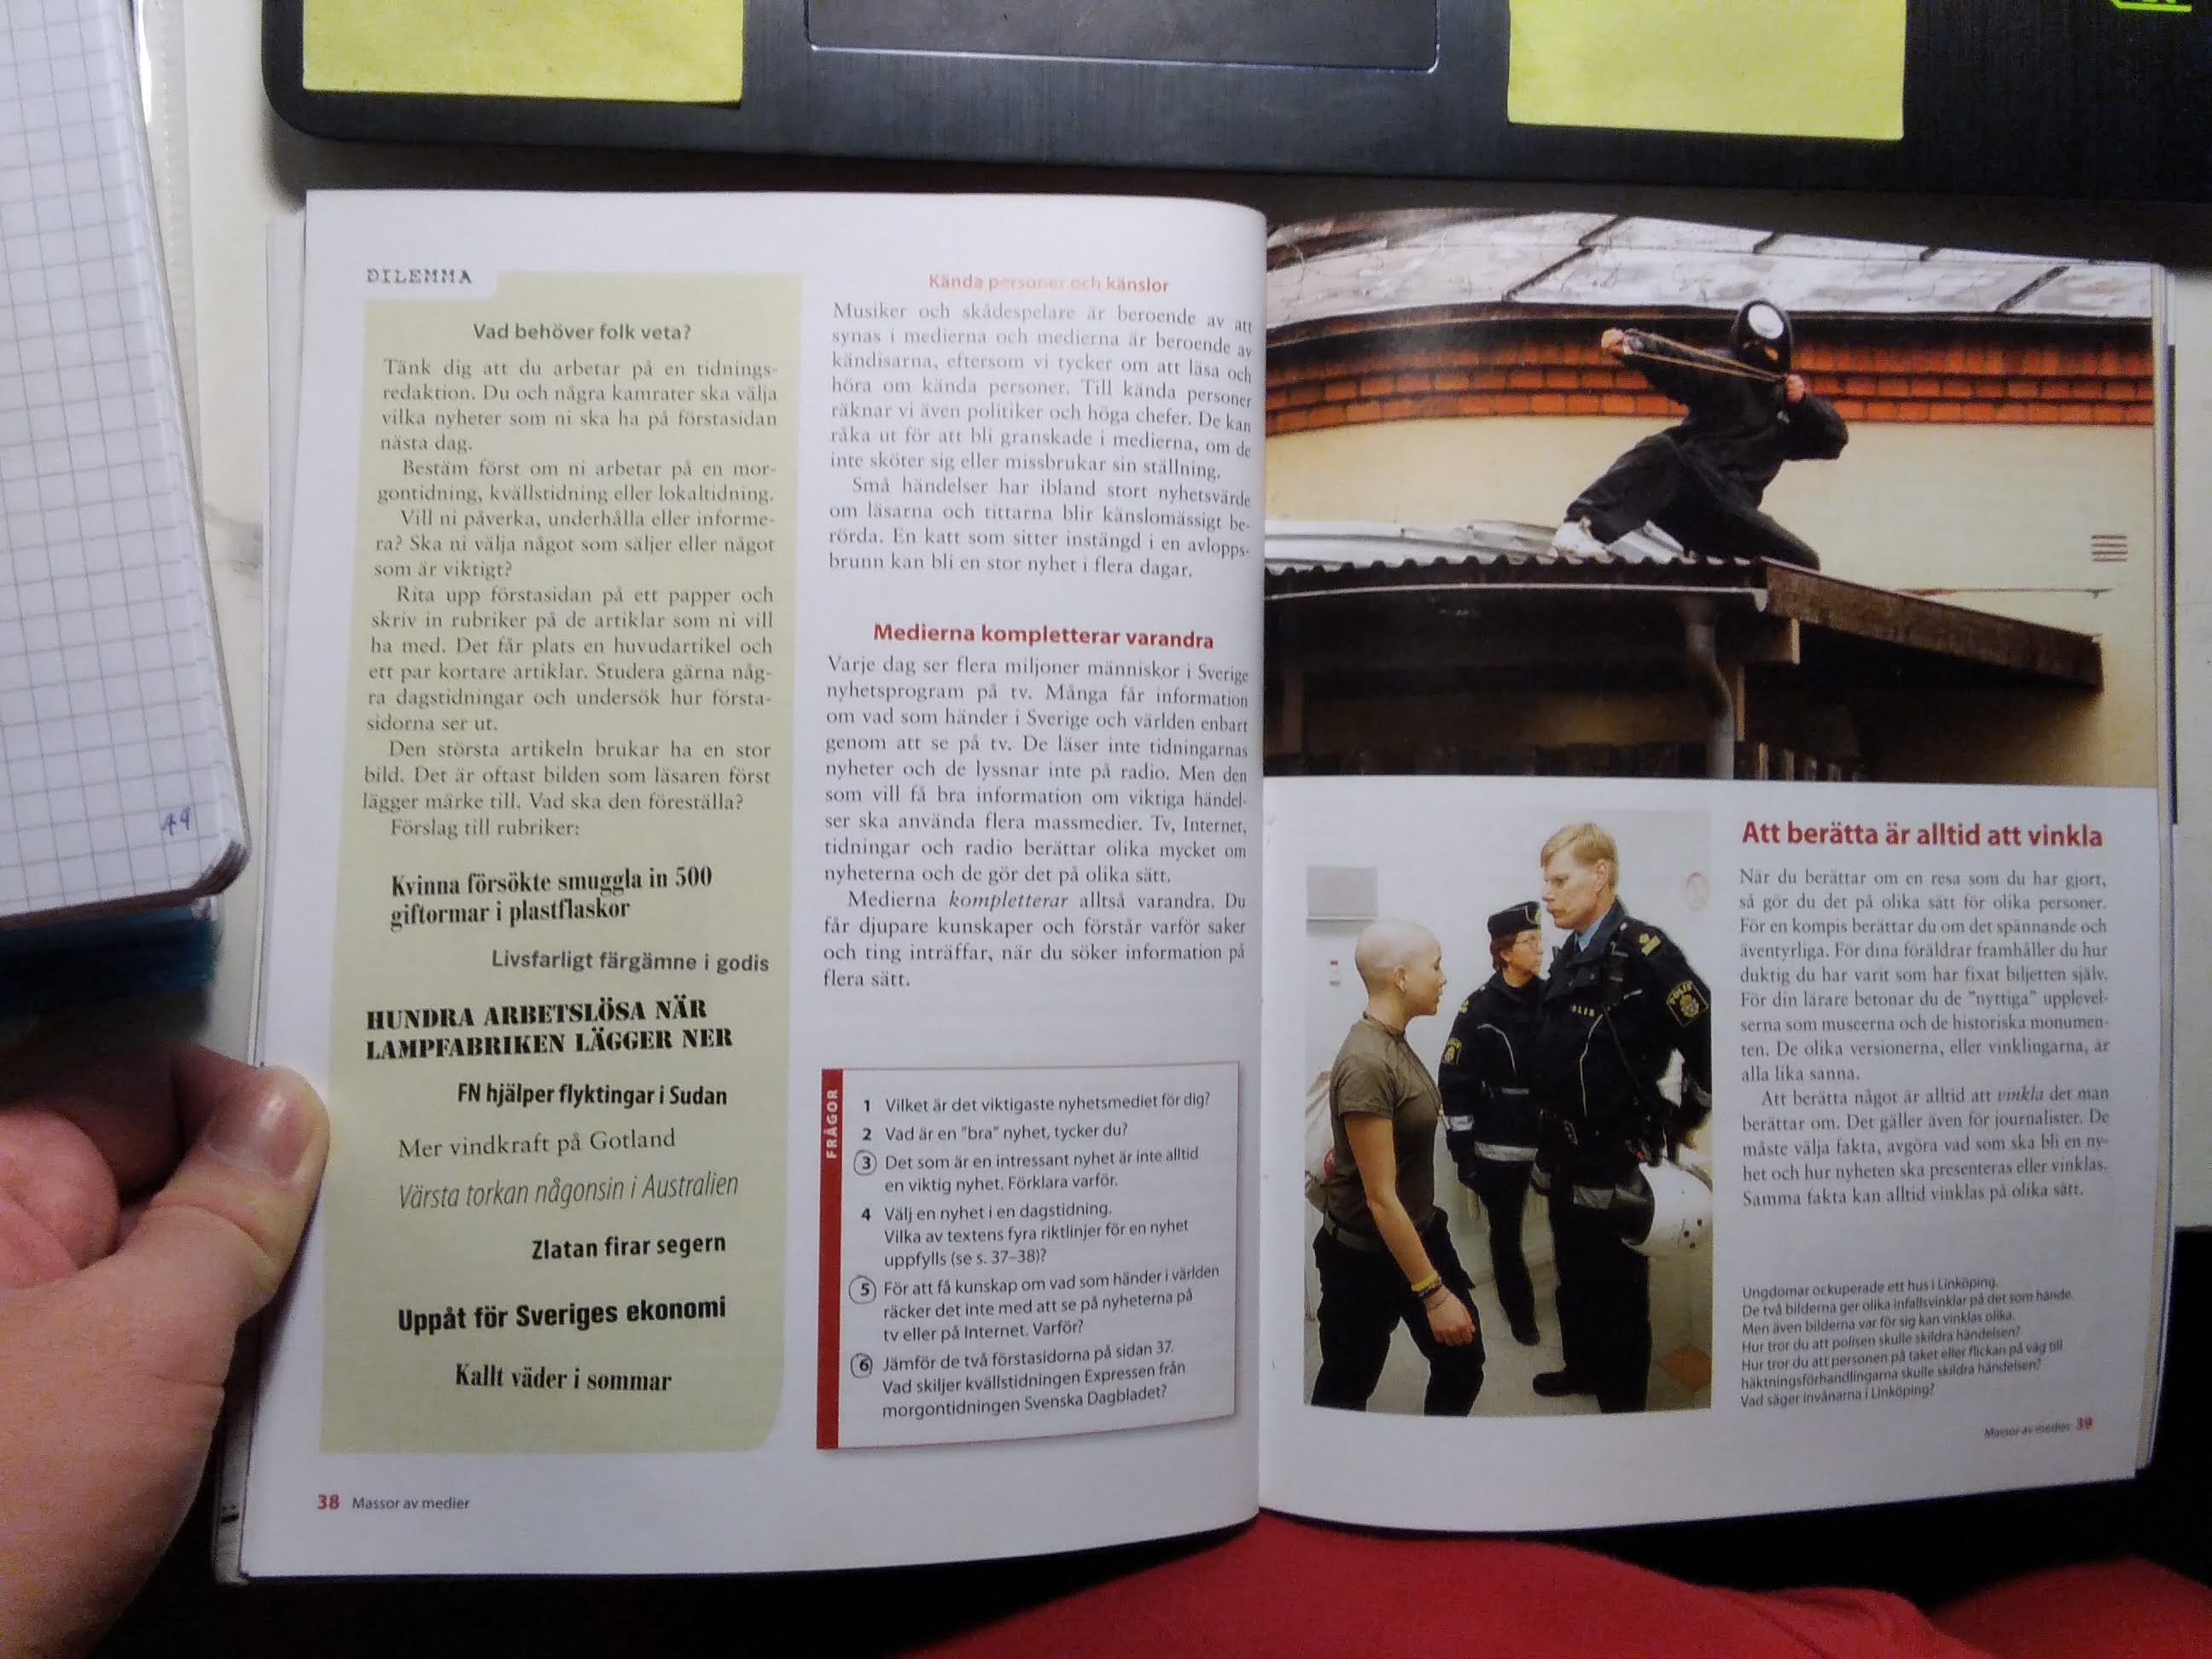 DILEMMA
Vad behöver folk veta?
Tänk dig att du arbetar på en tidnings-
redaktion. Du och några kamrater ska välja
vilka nyheter som ni ska ha på förstasidan
nästa dag.
Bestäm först om ni arbetar på en mor-
gontidning, kvällstidning eller lokaltidning.
Vill ni påverka, underhålla eller informe-
ra? Ska ni välja något som säljer eller något
som är viktigt?
Rita upp förstasidan på ett papper och
skriv in rubriker på de artiklar som ni vill
ha med. Det får plats en huvudartikel och
ett par kortare artiklar. Studera gärna någ-
ra dagstidningar och undersök hur första-
sidorna ser ut.
Den största artikeln brukar ha en stor
bild. Det är oftast bilden som läsaren först
lägger märke till. Vad ska den föreställa?
Förslag till rubriker:
Kvinna försökte smuggla in 500
giftormar i plastflaskor
Livsfarligt färgämne i godis
HUNDRA ARBETSLÖSA NÄR
LAMPFABRIKEN LÄGGER NER
FN hjälper flyktingar i Sudan
Mer vindkraft på Gotland
Värsta torkan någonsin i Australien
Zlatan firar segern
Uppåt för Sveriges ekonomi
Kallt väder i sommar
38 Massor av medier
Kända personer och känslor
Musiker och skådespelare är beroende av att
synas i medierna och medierna är beroende av
kändisarna, eftersom vi tycker om att läsa och
höra om kända personer. Till kända personer
räknar vi även politiker och höga chefer. De kan
råka ut för att bli granskade i medierna, om de
inte sköter sig eller missbrukar sin ställning.
Små händelser har ibland stort nyhetsvärde
om läsarna och tittarna blir känslomässigt be-
rörda. En katt som sitter instängd i en avlopps-
brunn kan bli en stor nyhet i flera dagar.
Medierna kompletterar varandra
Varje dag ser flera miljoner människor i Sverige
nyhetsprogram på tv. Många får information
om vad som händer i Sverige och världen enbart
genom att se på tv. De läser inte tidningarnas
nyheter och de lyssnar inte på radio. Men den
som vill få bra information om viktiga händel-
ser ska använda flera massmedier. Tv, Internet,
tidningar och radio berättar olika mycket om
nyheterna och de gör det på olika sätt.
Medierna kompletterar alltså varandra. Du
får djupare kunskaper och förstår varför saker
och ting inträffar, när du söker information på
flera sätt.
FRÅGOR
1 Vilket är det viktigaste nyhetsmediet för dig?
2 Vad är en "bra" nyhet, tycker du?
3 Det som är en intressant nyhet är inte alltid
en viktig nyhet. Förklara varför.
4 Välj en nyhet i en dagstidning.
Vilka av textens fyra riktlinjer för en nyhet
uppfylls (se s. 37–38)?
5 För att få kunskap om vad som händer i världen
räcker det inte med att se på nyheterna på
tv eller på Internet. Varför?
6 Jämför de två förstasidorna på sidan 37.
Vad skiljer kvällstidningen Expressen från
morgontidningen Svenska Dagbladet?
POLIS
Att berätta är alltid att vinkla
När du berättar om en resa som du har gjort,
så gör du det på olika sätt för olika personer.
För en kompis berättar du om det spännande och
äventyrliga. För dina föräldrar framhåller du hur
duktig du har varit som har fixat biljetten själv.
För din lärare betonar du de "nyttiga" upplevel-
serna som museerna och de historiska monumen-
ten. De olika versionerna, eller vinklingarna, är
alla lika sanna.
Att berätta något är alltid att vinkla det man
berättar om. Det gäller även för journalister. De
måste välja fakta, avgöra vad som ska bli en ny-
het och hur nyheten ska presenteras eller vinklas.
Samma fakta kan alltid vinklas på olika sätt.
Ungdomar ockuperade ett hus i Linköping.
De två bilderna ger olika infallsvinklar på det som hände.
Men även bilderna var för sig kan vinklas olika.
Hur tror du att polisen skulle skildra händelsen?
Hur tror du att personen på taket eller flickan på väg till
häktningsförhandlingarna skulle skildra händelsen?
Vad säger invånarna i Linköping?
Massor av medier 39